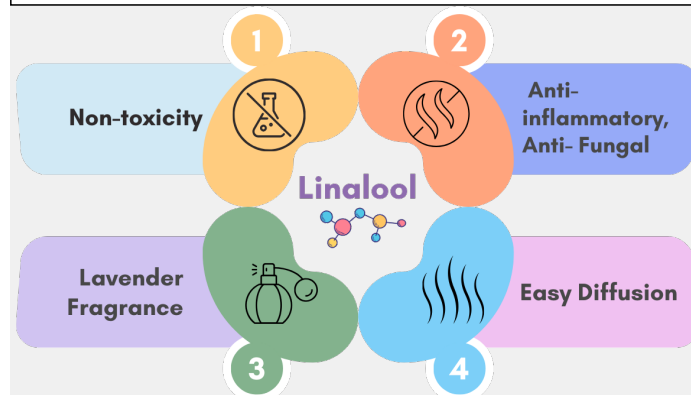 1
2
Non-toxicity
Anti-
inflammatory,
Anti- Fungal
Linalool
Lavender
Fragrance
Easy Diffusion
3
4